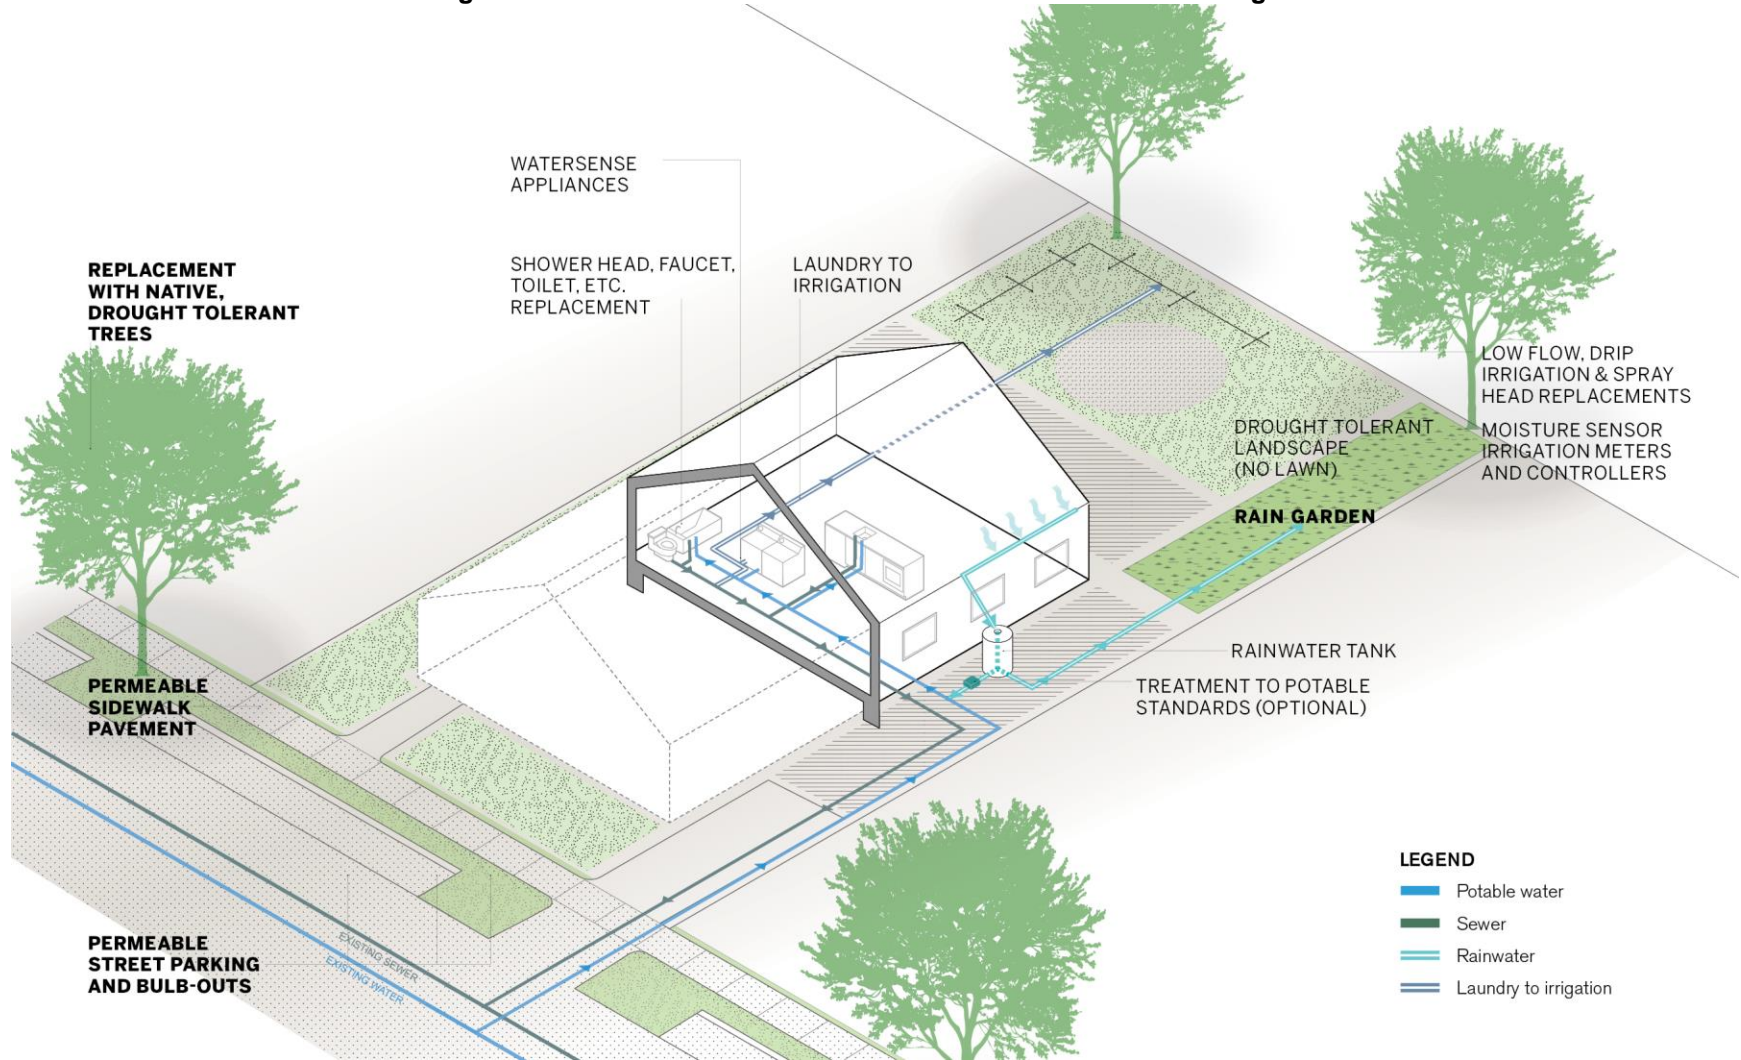 WATERSENSE
APPLIANCES
REPLACEMENT
WITH NATIVE,
DROUGHT TOLERANT
TREES
SHOWER HEAD, FAUCET,
TOILET, ETC.
REPLACEMENT
LAUNDRY TO
IRRIGATION
LOW FLOW, DRIP
IRRIGATION & SPRAY
HEAD REPLACEMENTS
DROUGHT TOLERANT
LANDSCAPE
(NO LAWN)
MOISTURE SENSOR
IRRIGATION METERS
AND CONTROLLERS
RAIN GARDEN
RAINWATER TANK
TREATMENT TO POTABLE
STANDARDS (OPTIONAL)
PERMEABLE
SIDEWALK
PAVEMENT
PERMEABLE
STREET PARKING
AND BULB-OUTS
EXISTING SEWER
EXISTING WATER
LEGEND
Potable water
Sewer
Rainwater
Laundry to irrigation